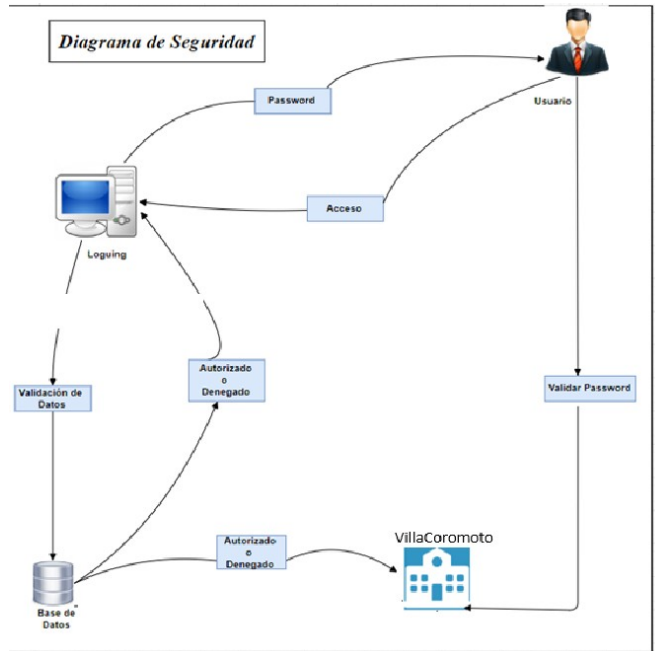 Diagrama de Seguridad
Password
Usuario
Acceso
Loguing
Autorizado
o
Denegado
Validación de
Datos
Validar Password
Autorizado
o
Denegado
VillaCoromoto
Base de
Datos